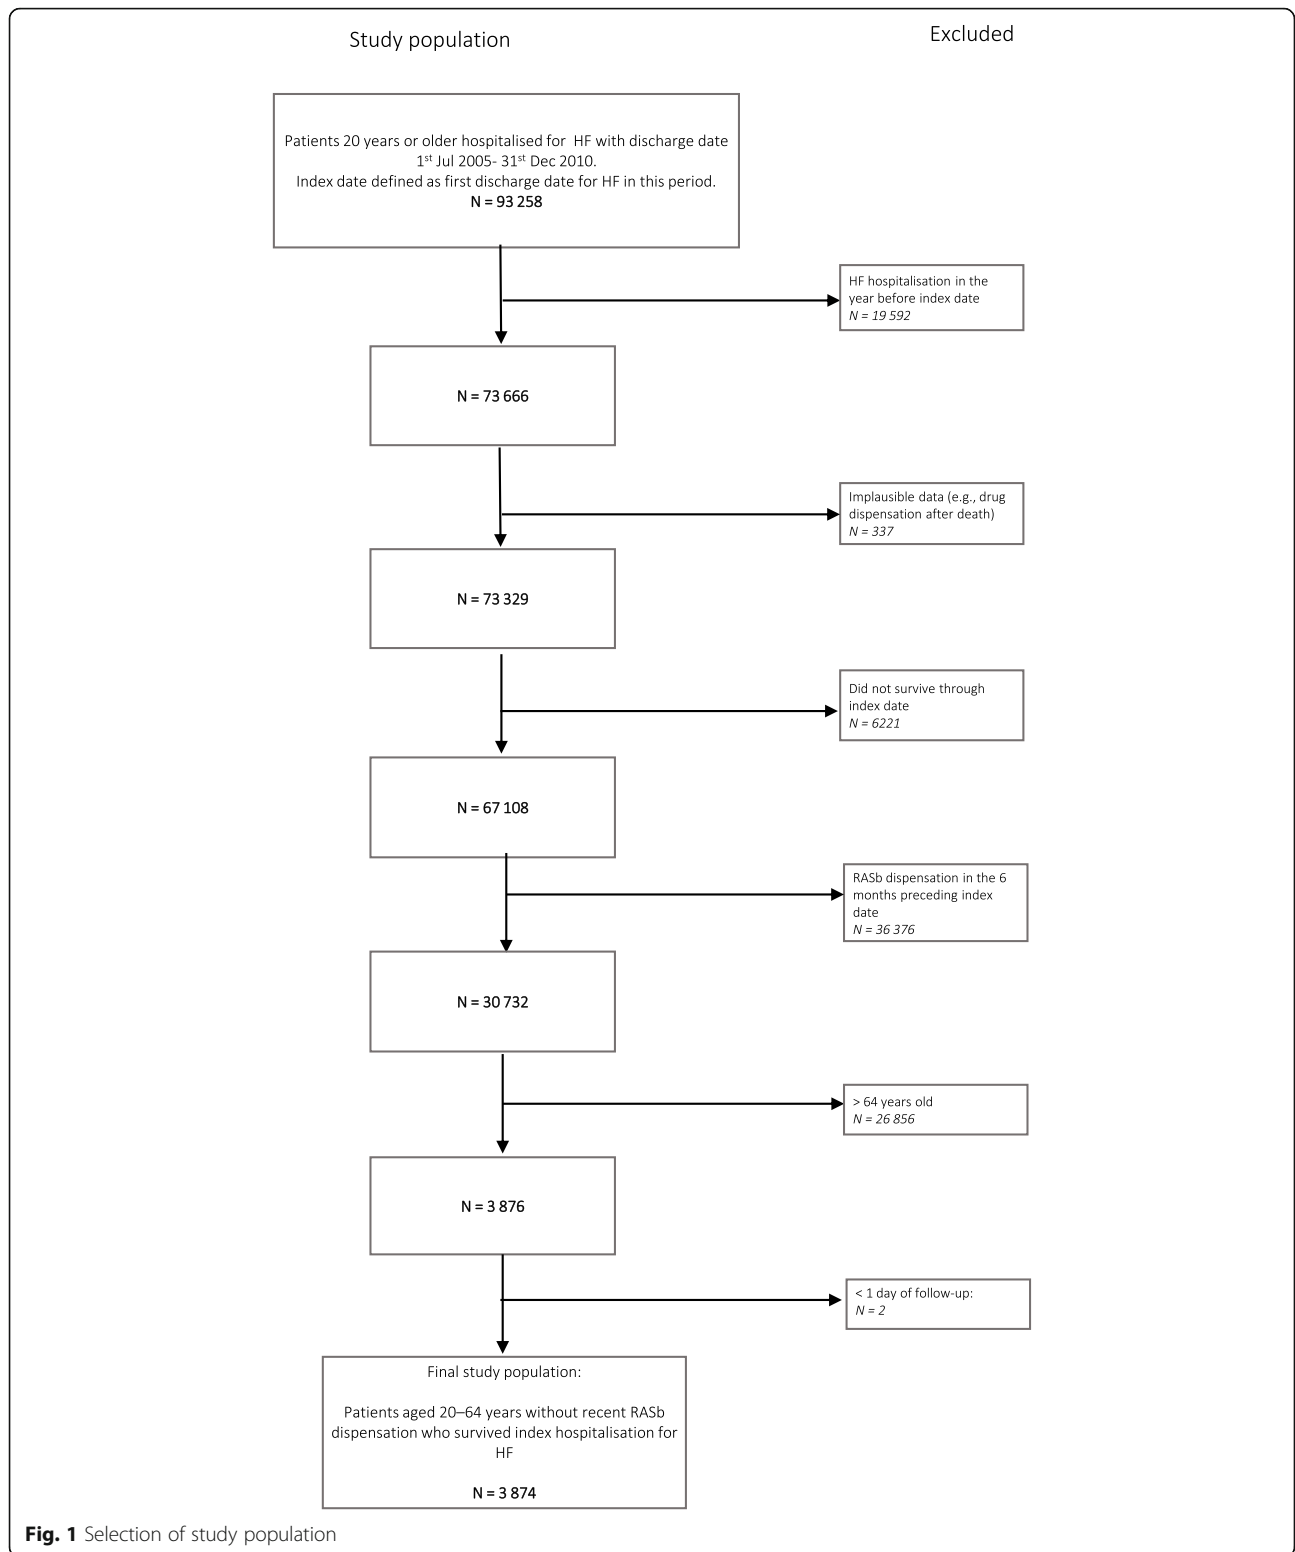 Study population
Excluded
Patients 20 years or older hospitalised for HF with discharge date
1st Jul 2005- 31st Dec 2010.
Index date defined as first discharge date for HF in this period.
N = 93 258
HF hospitalisation in the
year before index date
N = 19 592
N = 73 666
Implausible data (e.g., drug
dispensation after death)
N = 337
N = 73 329
Did not survive through
index date
N = 6221
N = 67 108
RASb dispensation in the 6
months preceding index
date
N = 36 376
N = 30 732
> 64 years old
N = 26 856
N = 3 876
< 1 day of follow-up:
N = 2
Final study population:
Patients aged 20–64 years without recent RASb
dispensation who survived index hospitalisation for
HF
N = 3 874
Fig. 1 Selection of study population